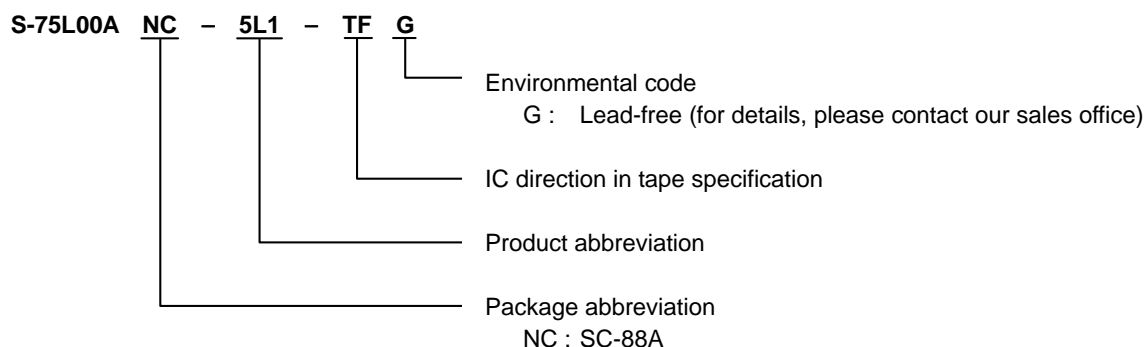 S-75L00A NC – 5L1 – TF G
Environmental code
G : Lead-free (for details, please contact our sales office)
IC direction in tape specification
Product abbreviation
Package abbreviation
NC : SC-88A